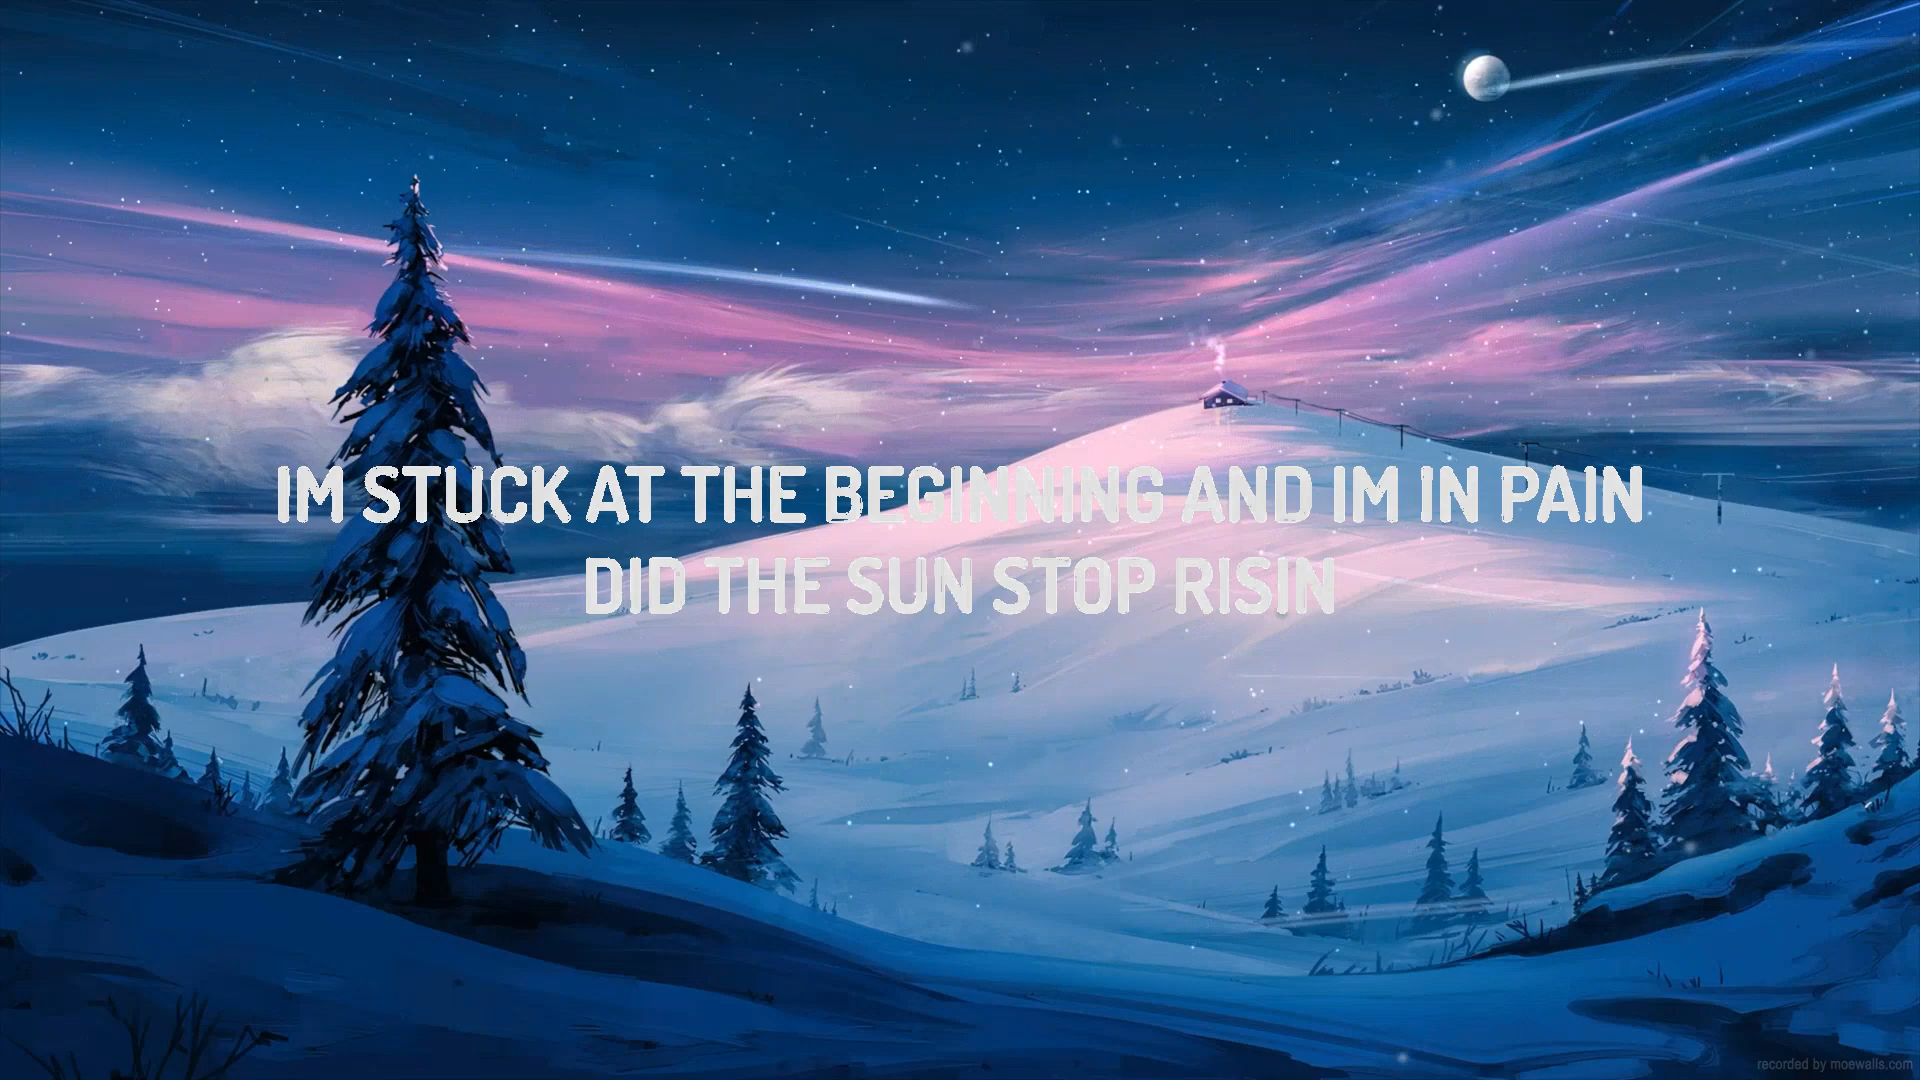 IM STUCK AT THE BEGINNING AND IM IN PAIN
DID THE SUN STOP RISIN
recorded by moewalls.com